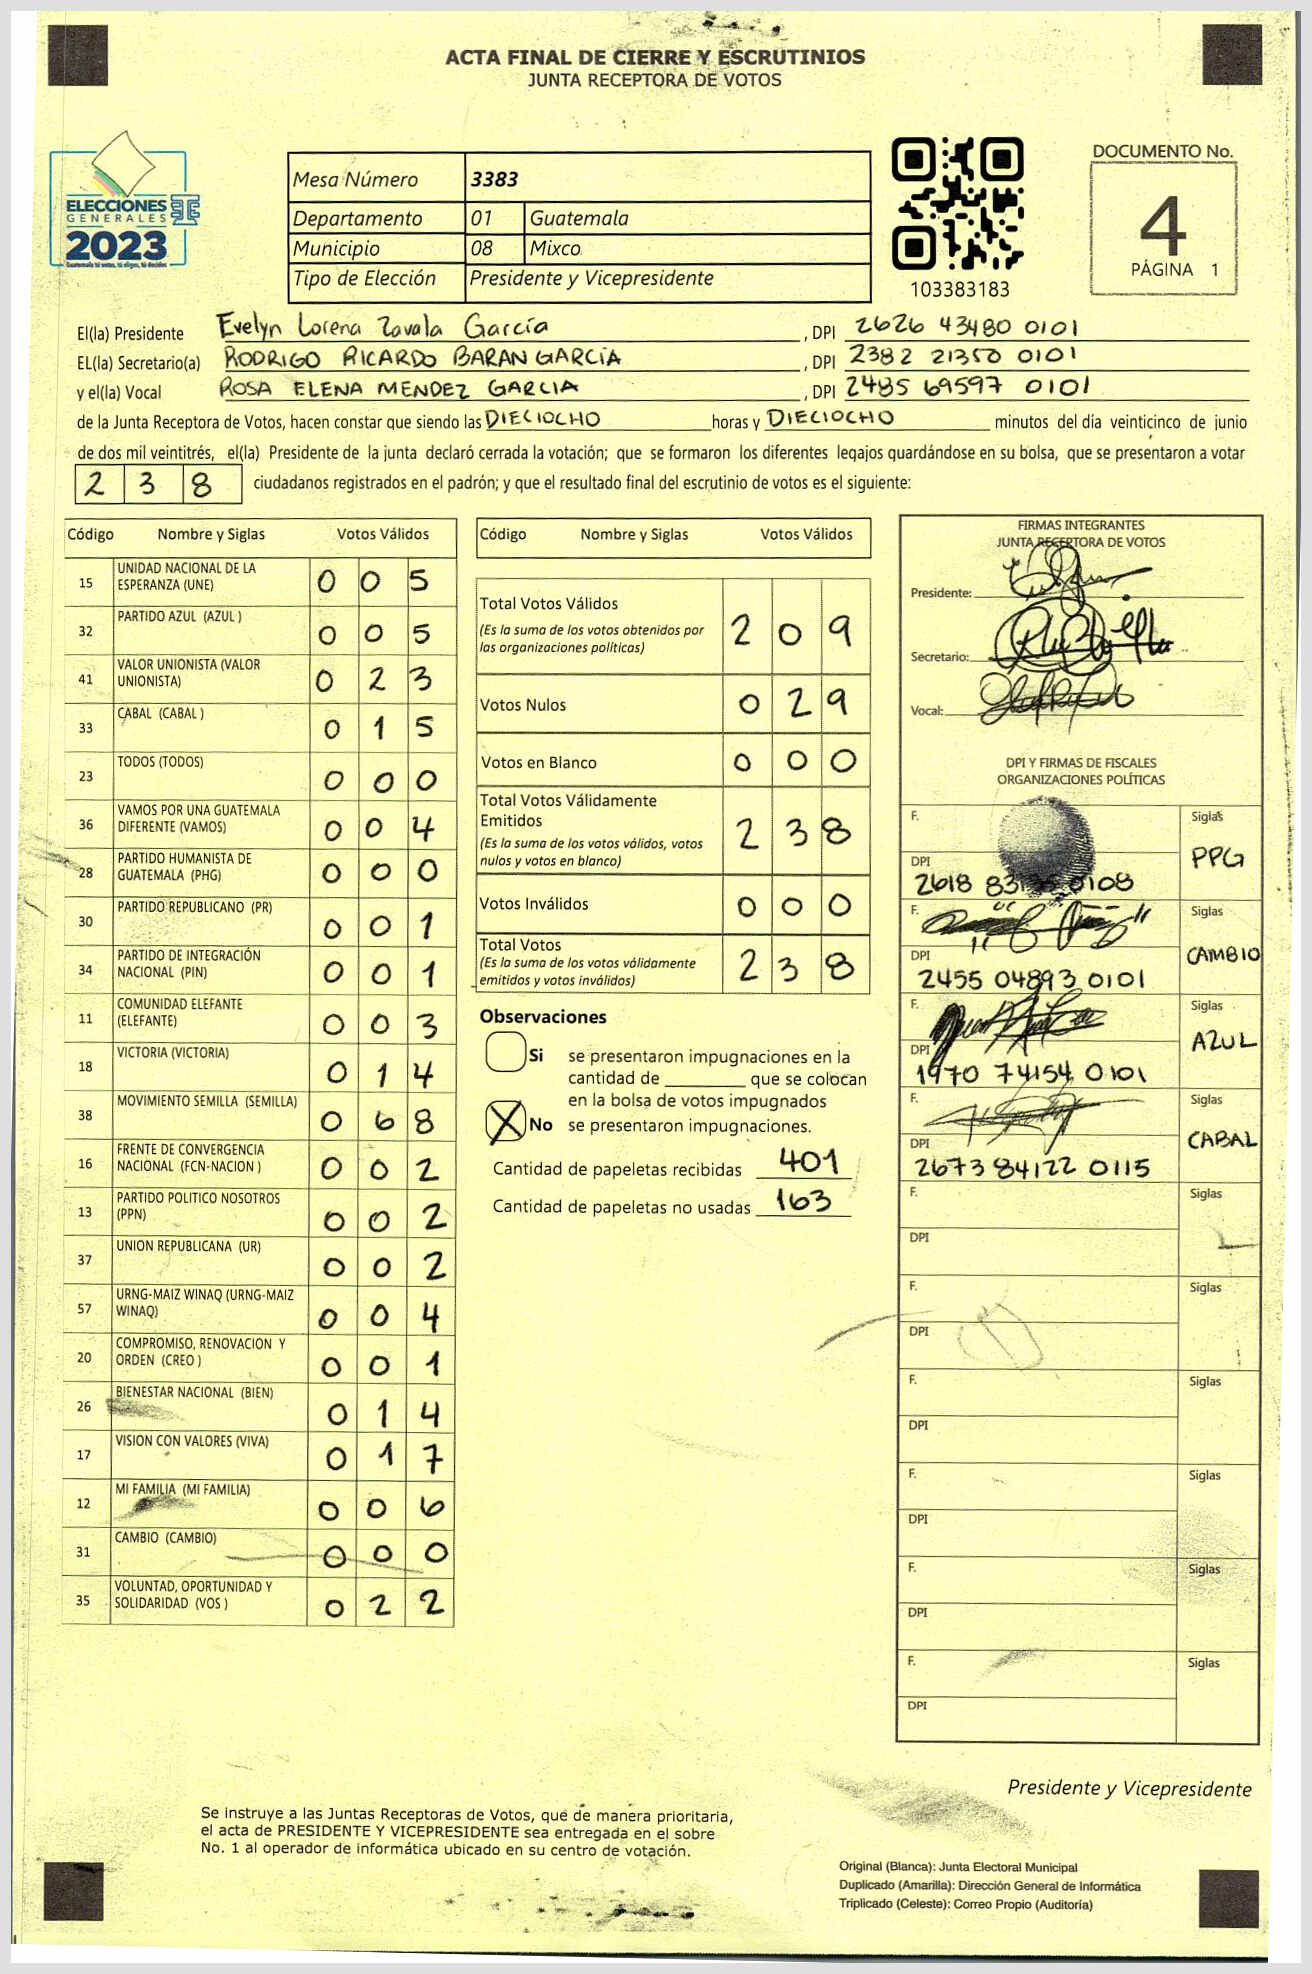 ACTA FINAL DE CIERRE Y ESCRUTINIOS
JUNTA RECEPTORA DE VOTOS
ELECCIONES
GENERALES
2023
Mesa Número 3383
Departamento 01 Guatemala
Municipio 08 Mixco
Tipo de Elección Presidente y Vicepresidente
103383183
DOCUMENTO No.
4
PÁGINA 1
El(la) Presidente Evelyn Lorena Zavala García, DPI 2626 43480 0101
EL(la) Secretario(a) RODRIGO RICARDO BARAN GARCIA, DPI 2382 21350 0101
y el(la) Vocal ROSA ELENA MENDEZ GARCIA, DPI 2485 69597 0101
de la Junta Receptora de Votos, hacen constar que siendo las DIECIOCHO horas y DIECIOCHO minutos del día veinticinco de junio
de dos mil veintitrés, el(la) Presidente de la junta declaró cerrada la votación; que se formaron los diferentes legajos quardándose en su bolsa, que se presentaron a votar
238 ciudadanos registrados en el padrón; y que el resultado final del escrutinio de votos es el siguiente:
Código Nombre y Siglas Votos Válidos
15 UNIDAD NACIONAL DE LA ESPERANZA (UNE) 005
32 PARTIDO AZUL (AZUL ) 005
41 VALOR UNIONISTA (VALOR UNIONISTA) 023
33 CABAL (CABAL ) 015
23 TODOS (TODOS) 000
36 VAMOS POR UNA GUATEMALA DIFERENTE (VAMOS) 004
28 PARTIDO HUMANISTA DE GUATEMALA (PHG) 000
30 PARTIDO REPUBLICANO (PR) 001
34 PARTIDO DE INTEGRACIÓN NACIONAL (PIN) 001
11 COMUNIDAD ELEFANTE (ELEFANTE) 003
18 VICTORIA (VICTORIA) 014
38 MOVIMIENTO SEMILLA (SEMILLA) 068
16 FRENTE DE CONVERGENCIA NACIONAL (FCN-NACION ) 002
13 PARTIDO POLITICO NOSOTROS (PPN) 002
37 UNION REPUBLICANA (UR) 002
57 URNG-MAIZ WINAQ (URNG-MAIZ WINAQ) 004
20 COMPROMISO, RENOVACION Y ORDEN (CREO ) 001
26 BIENESTAR NACIONAL (BIEN) 014
17 VISION CON VALORES (VIVA) 017
12 MI FAMILIA (MI FAMILIA) 006
31 CAMBIO (CAMBIO) 000
35 VOLUNTAD, OPORTUNIDAD Y SOLIDARIDAD (VOS ) 022
Código Nombre y Siglas Votos Válidos
Total Votos Válidos 209
(Es la suma de los votos obtenidos por
las organizaciones politicas)
Votos Nulos 029
Votos en Blanco 000
Total Votos Válidamente
Emitidos 238
(Es la suma de los votos válidos, votos
nulos y votos en blanco)
Votos Inválidos 000
Total Votos 238
(Es la suma de los votos válidamente
emitidos y votos inválidos)
Observaciones
Si se presentaron impugnaciones en la
cantidad de ________ que se colocan
en la bolsa de votos impugnados
X No se presentaron impugnaciones.
Cantidad de papeletas recibidas 401
Cantidad de papeletas no usadas 163
FIRMAS INTEGRANTES
JUNTA RECEPTORA DE VOTOS
Presidente:
Secretario:
Vocal:
DPI Y FIRMAS DE FISCALES
ORGANIZACIONES POLÍTICAS
F. Siglas
PPG
DPI
2618 0108
F. Siglas
CAMBIO
DPI
2455 04893 0101
F. Siglas
AZUL
DPI
1970 74154 0101
F. Siglas
CABAL
DPI
2673 84122 0115
F. Siglas
DPI
F. Siglas
DPI
F. Siglas
DPI
F. Siglas
DPI
F. Siglas
DPI
F. Siglas
DPI
Presidente y Vicepresidente
Se instruye a las Juntas Receptoras de Votos, que de manera prioritaria,
el acta de PRESIDENTE Y VICEPRESIDENTE sea entregada en el sobre
No. 1 al operador de informática ubicado en su centro de votación.
Original (Blanca): Junta Electoral Municipal
Duplicado (Amarilla): Dirección General de Informática
Triplicado (Celeste): Correo Propio (Auditoría)